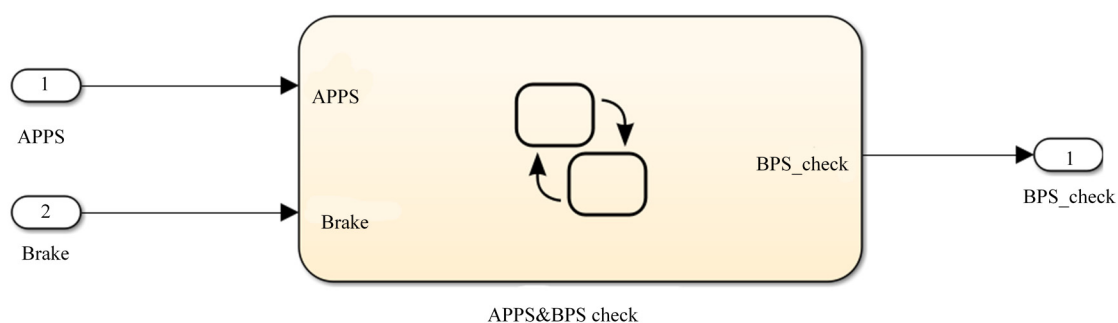 1
APPS
APPS
2
Brake
Brake
BPS_check
1
BPS_check
APPS&BPS check